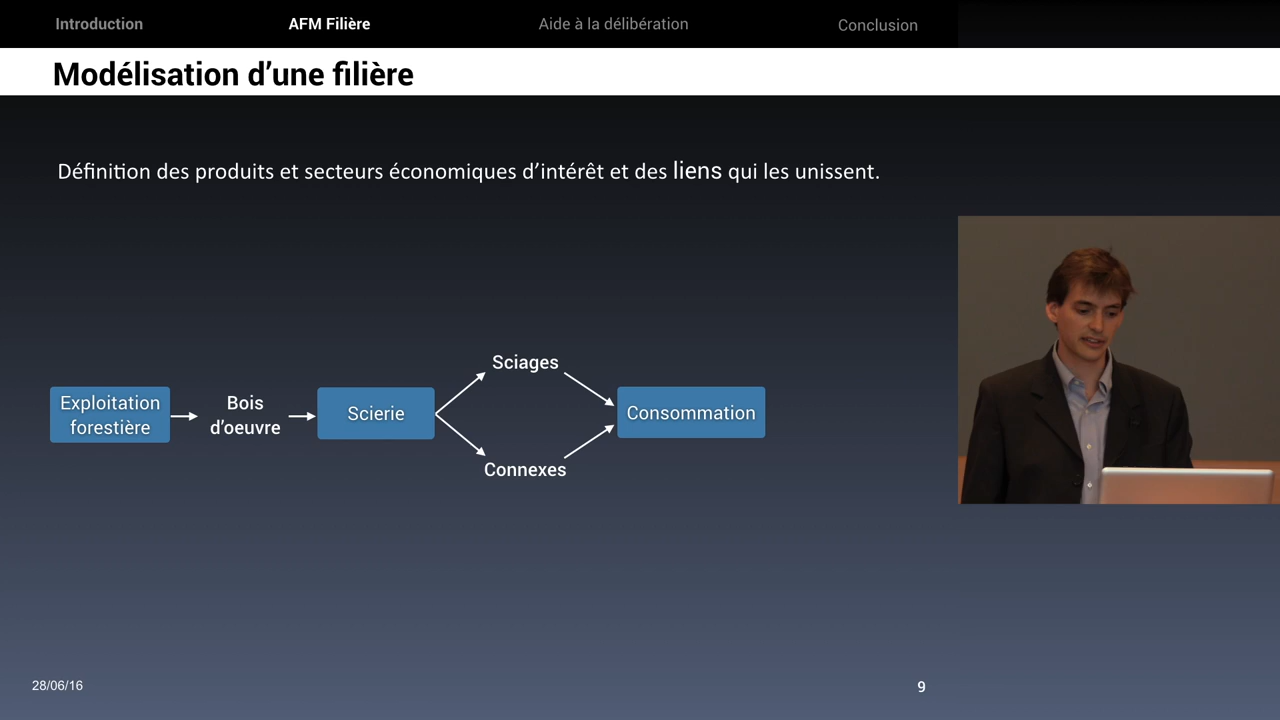 Introduction
AFM Filière
Aide à la délibération
Conclusion
Modélisation d’une filière
Définition des produits et secteurs économiques d’intérêt et des liens qui les unissent.
Exploitation
forestière
Bois
d'oeuvre
Scierie
Sciages
Connexes
Consommation
28/06/16
9